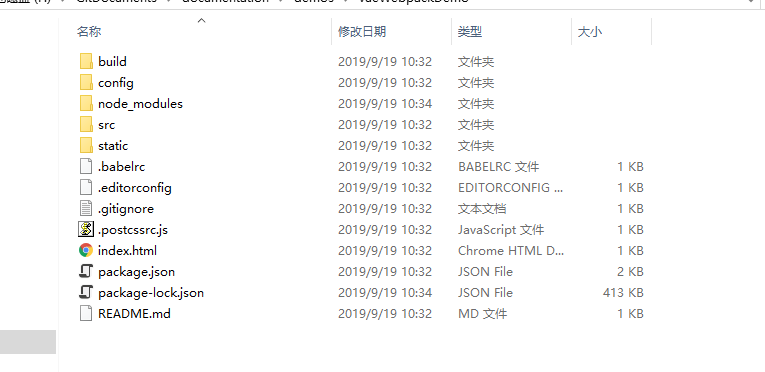 名称 修改日期 类型 大小
build 2019/9/19 10:32 文件夹
config 2019/9/19 10:32 文件夹
node_modules 2019/9/19 10:34 文件夹
src 2019/9/19 10:32 文件夹
static 2019/9/19 10:32 文件夹
.babelrc 2019/9/19 10:32 BABELRC 文件 1 KB
.editorconfig 2019/9/19 10:32 EDITORCONFIG ... 1 KB
.gitignore 2019/9/19 10:32 文本文档 1 KB
.postcssrc.js 2019/9/19 10:32 JavaScript 文件 1 KB
index.html 2019/9/19 10:32 Chrome HTML D... 1 KB
package.json 2019/9/19 10:32 JSON File 2 KB
package-lock.json 2019/9/19 10:34 JSON File 413 KB
README.md 2019/9/19 10:32 MD 文件 1 KB